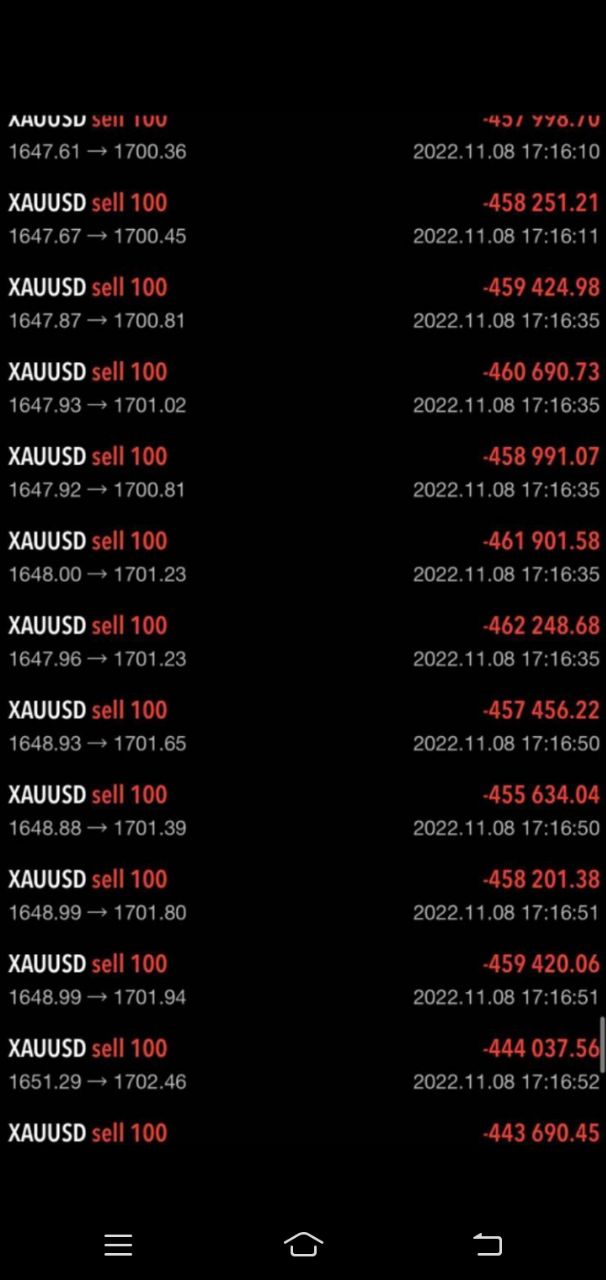 XAUUSD sell 100 -457 998.70
1647.61 → 1700.36 2022.11.08 17:16:10
XAUUSD sell 100 -458 251.21
1647.67 → 1700.45 2022.11.08 17:16:11
XAUUSD sell 100 -459 424.98
1647.87 → 1700.81 2022.11.08 17:16:35
XAUUSD sell 100 -460 690.73
1647.93 → 1701.02 2022.11.08 17:16:35
XAUUSD sell 100 -458 991.07
1647.92 → 1700.81 2022.11.08 17:16:35
XAUUSD sell 100 -461 901.58
1648.00 → 1701.23 2022.11.08 17:16:35
XAUUSD sell 100 -462 248.68
1647.96 → 1701.23 2022.11.08 17:16:35
XAUUSD sell 100 -457 456.22
1648.93 → 1701.65 2022.11.08 17:16:50
XAUUSD sell 100 -455 634.04
1648.88 → 1701.39 2022.11.08 17:16:50
XAUUSD sell 100 -458 201.38
1648.99 → 1701.80 2022.11.08 17:16:51
XAUUSD sell 100 -459 420.06
1648.99 → 1701.94 2022.11.08 17:16:51
XAUUSD sell 100 -444 037.56
1651.29 → 1702.46 2022.11.08 17:16:52
XAUUSD sell 100 -443 690.45